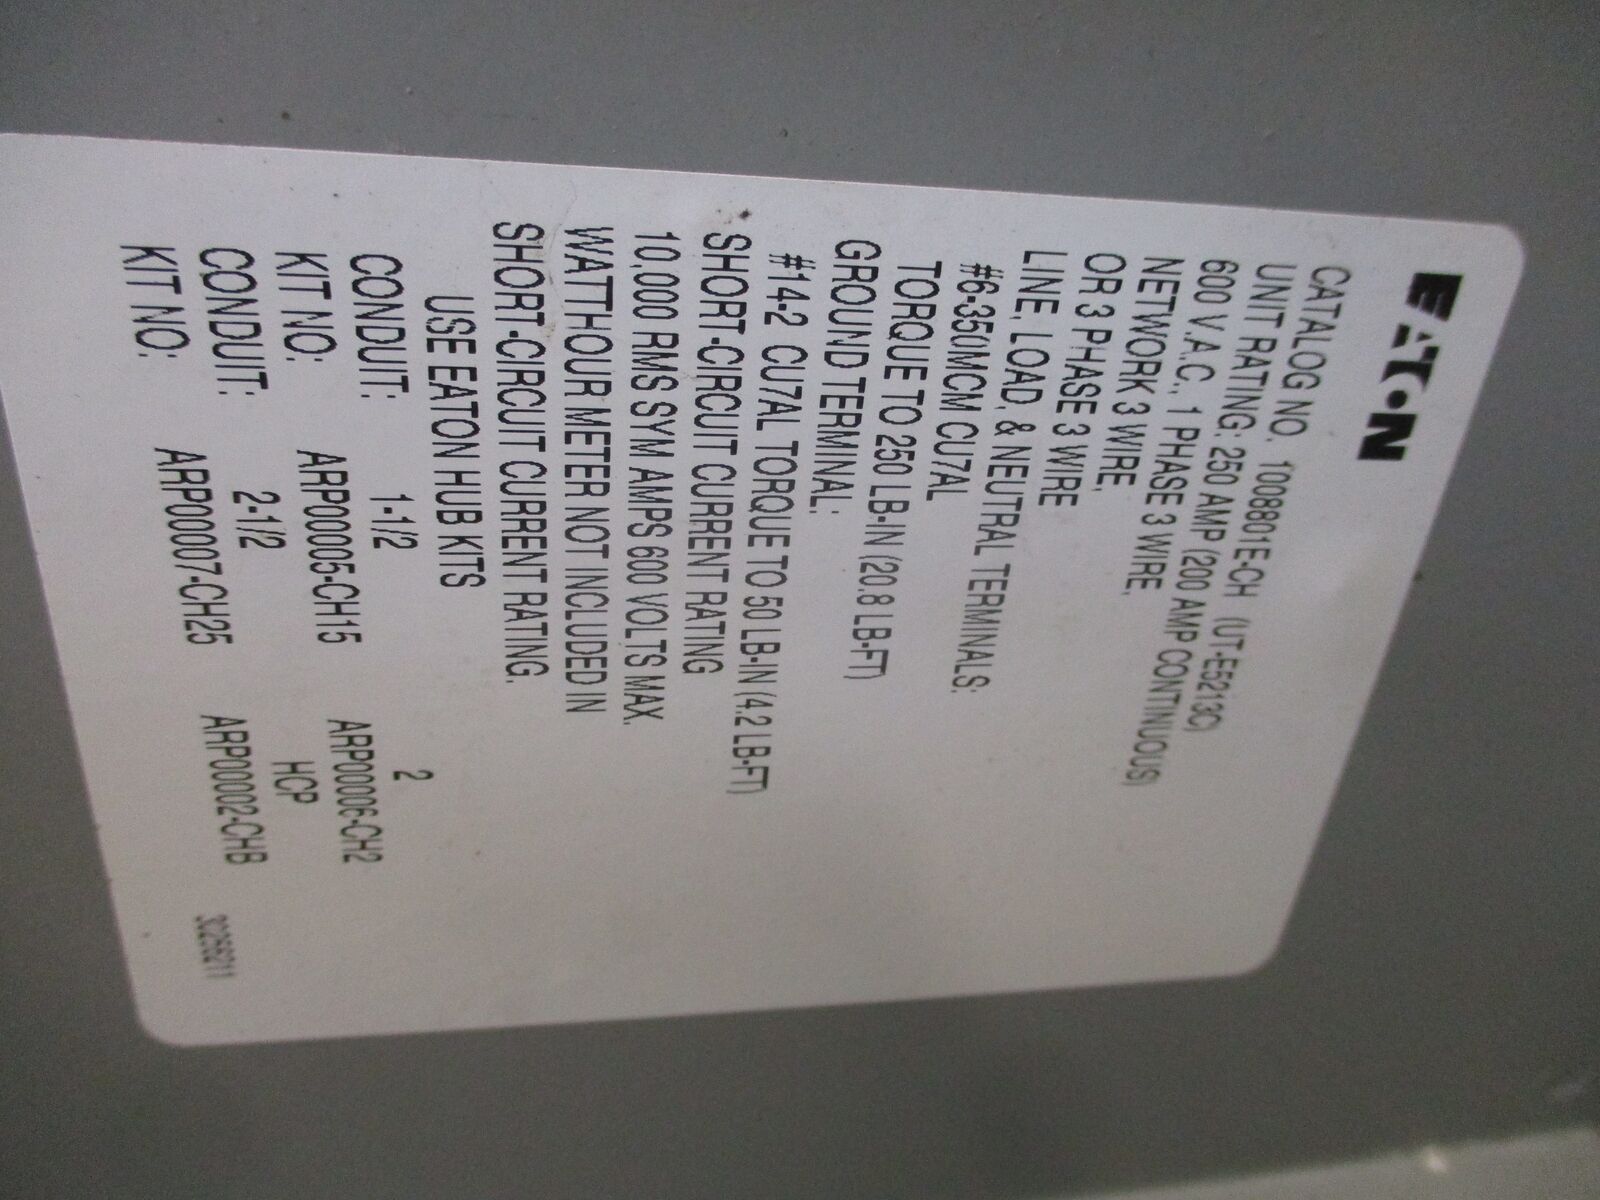 EATON
CATALOG NO. 1008801E-CH (UT-E5213C)
UNIT RATING: 250 AMP (200 AMP CONTINUOUS)
600 V.A.C., 1 PHASE 3 WIRE,
NETWORK 3 WIRE,
OR 3 PHASE 3 WIRE
LINE, LOAD, & NEUTRAL TERMINALS:
#6-350MCM CU7AL
TORQUE TO 250 LB-IN (20.8 LB-FT)
GROUND TERMINAL:
#14-2 CU7AL TORQUE TO 50 LB-IN (4.2 LB-FT)
SHORT-CIRCUIT CURRENT RATING
10,000 RMS SYM AMPS 600 VOLTS MAX.
WATTHOUR METER NOT INCLUDED IN
SHORT-CIRCUIT CURRENT RATING.
USE EATON HUB KITS
CONDUIT: 1-1/2 2
KIT NO: ARP00005-CH15 ARP00006-CH2
CONDUIT: 2-1/2 HCP
KIT NO: ARP00007-CH25 ARP00002-CHB
30256211